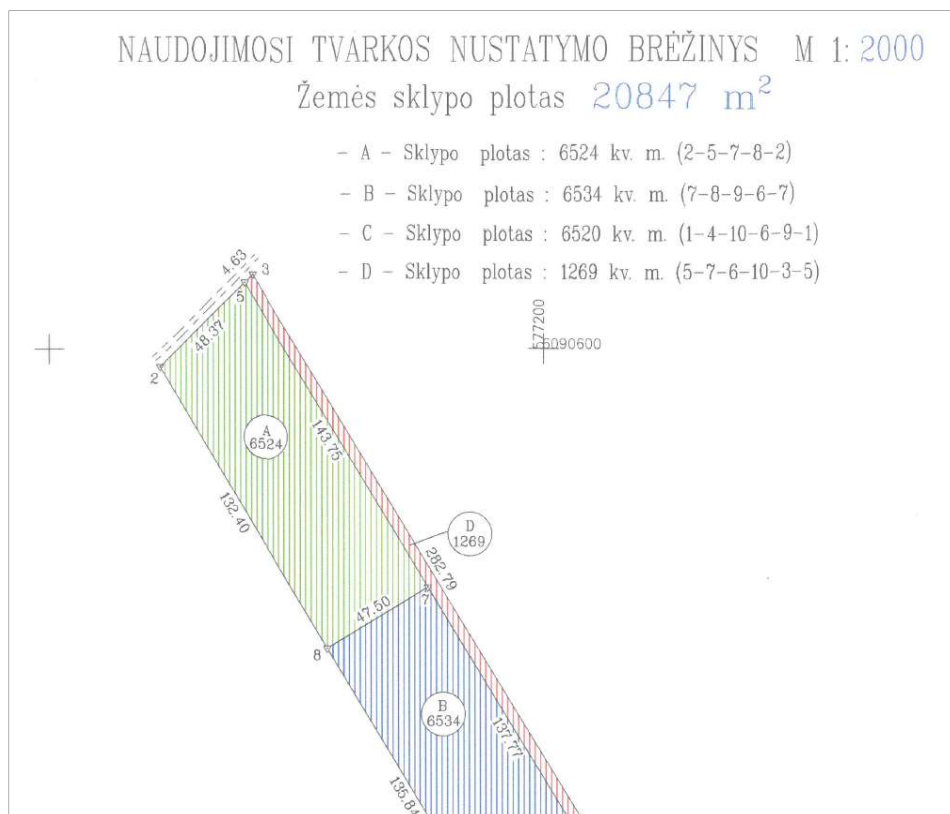 NAUDOJIMOSI TVARKOS NUSTATYMO BRĖŽINYS M 1: 2000
Žemės sklypo plotas 20847 m²
- A - Sklypo plotas : 6524 kv. m. (2-5-7-8-2)
- B - Sklypo plotas : 6534 kv. m. (7-8-9-6-7)
- C - Sklypo plotas : 6520 kv. m. (1-4-10-6-9-1)
- D - Sklypo plotas : 1269 kv. m. (5-7-6-10-3-5)
4.63
3
5
48.37
2
577200
6090600
A
6524
143.75
132.40
D
1269
282.79
7
47.50
8
B
6534
137.77
135.84